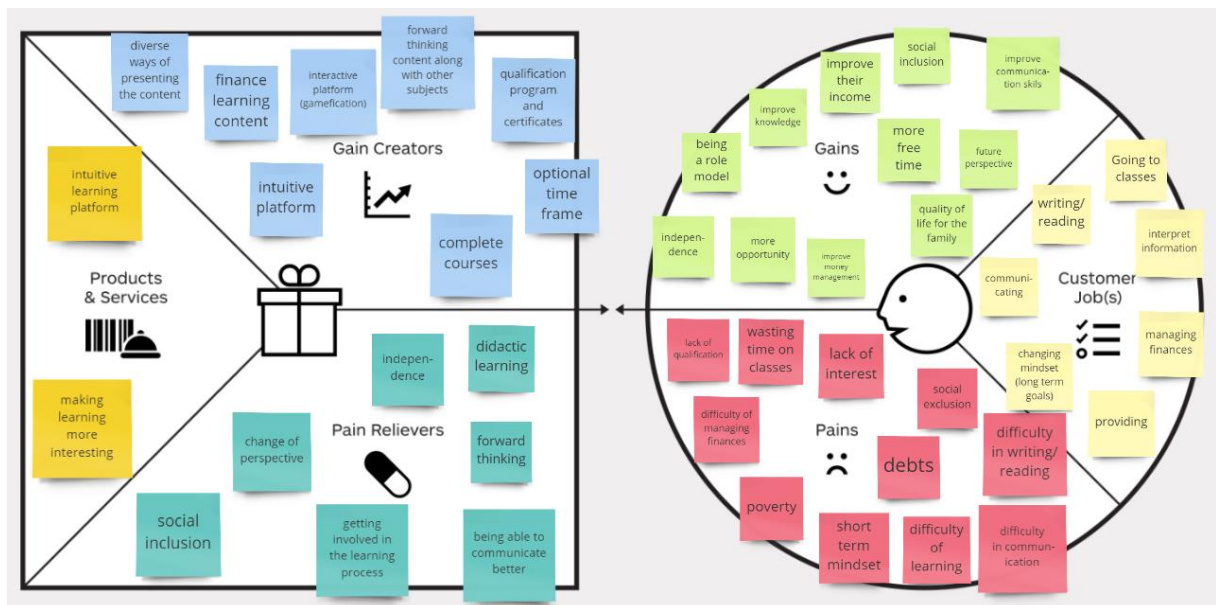 diverse
ways of
presenting
the content
finance
learning
content
interactive
platform
(gamefication)
forward
thinking
content along
with other
subjects
qualification
program
and
certificates
Gain Creators
intuitive
platform
optional
time
frame
complete
courses
intuitive
learning
platform
Products
& Services
making
learning
more
interesting
indepen-
dence
didactic
learning
Pain Relievers
change of
perspective
forward
thinking
social
inclusion
getting
involved in
the learning
process
being able to
communicate
better
social
inclusion
improve
communica-
tion skils
improve
their
income
improve
knowledge
Gains
more
free
time
future
perspective
being
a role
model
quality of
life for the
family
indepen-
dence
more
opportunity
improve
money
management
Going to
classes
writing/
reading
interpret
information
communi-
cating
Customer
Job(s)
managing
finances
changing
mindset
(long term
goals)
providing
lack of
qualification
wasting
time on
classes
lack of
interest
social
exclusion
difficulty of
managing
finances
Pains
debts
difficulty
in writing/
reading
poverty
short
term
mindset
difficulty
of
learning
difficulty
in commun-
ication